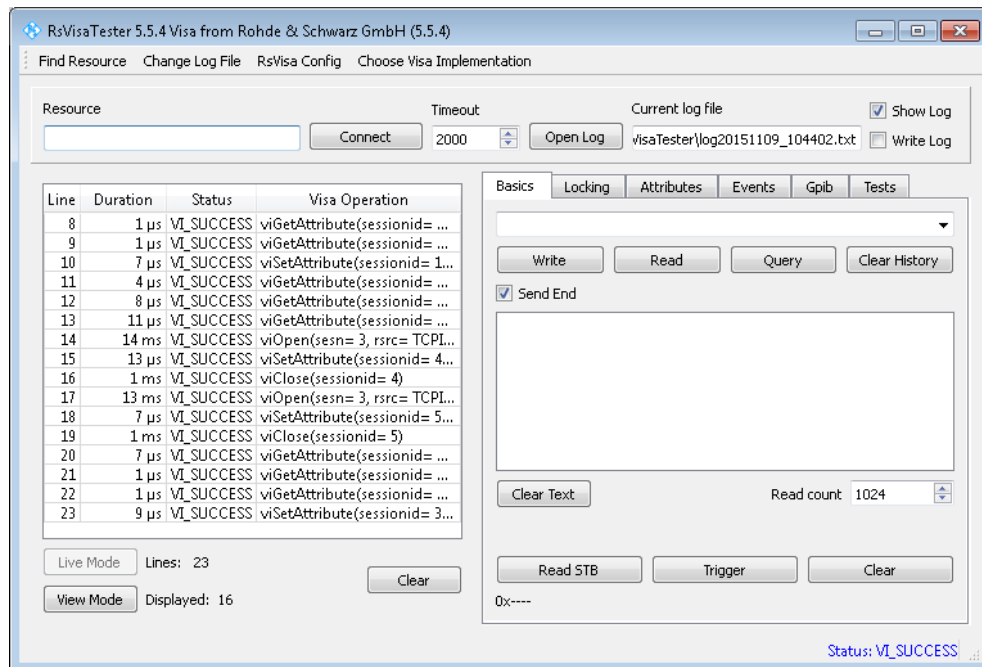 RsVisaTester 5.5.4 Visa from Rohde & Schwarz GmbH (5.5.4)
Find Resource Change Log File RsVisa Config Choose Visa Implementation
Resource Timeout Current log file Show Log
Connect 2000 Open Log VisaTester\log20151109_104402.txt Write Log
Line Duration Status Visa Operation
8 1 µs VI_SUCCESS viGetAttribute(sessionid= ...
9 1 µs VI_SUCCESS viGetAttribute(sessionid= ...
10 7 µs VI_SUCCESS viSetAttribute(sessionid= 1...
11 4 µs VI_SUCCESS viGetAttribute(sessionid= ...
12 8 µs VI_SUCCESS viGetAttribute(sessionid= ...
13 11 µs VI_SUCCESS viGetAttribute(sessionid= ...
14 14 ms VI_SUCCESS viOpen(sesn= 3, rsrc= TCPI...
15 13 µs VI_SUCCESS viSetAttribute(sessionid= 4...
16 1 ms VI_SUCCESS viClose(sessionid= 4)
17 13 ms VI_SUCCESS viOpen(sesn= 3, rsrc= TCPI...
18 7 µs VI_SUCCESS viSetAttribute(sessionid= 5...
19 1 ms VI_SUCCESS viClose(sessionid= 5)
20 7 µs VI_SUCCESS viGetAttribute(sessionid= ...
21 1 µs VI_SUCCESS viGetAttribute(sessionid= ...
22 1 µs VI_SUCCESS viGetAttribute(sessionid= ...
23 9 µs VI_SUCCESS viSetAttribute(sessionid= 3...
Live Mode Lines: 23
Clear
View Mode Displayed: 16
Basics Locking Attributes Events Gpib Tests
Write Read Query Clear History
Send End
Clear Text Read count 1024
Read STB Trigger Clear
0x----
Status: VI_SUCCESS